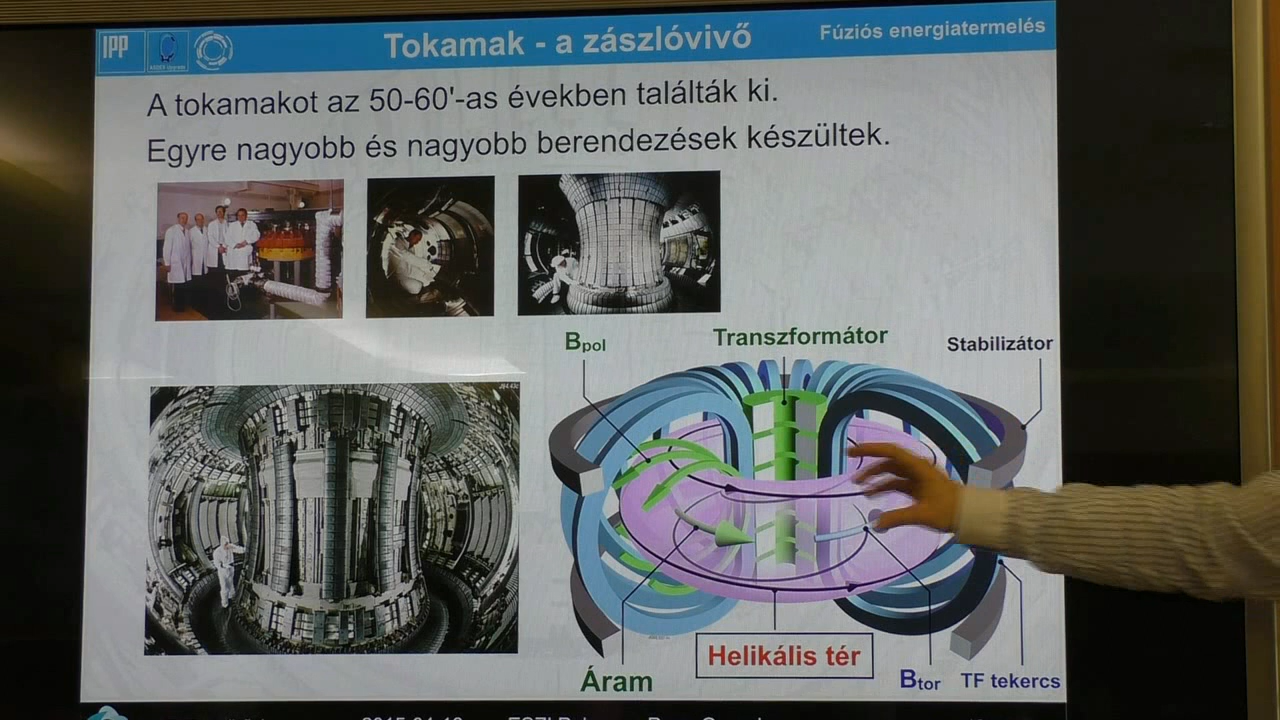 IPP
Tokamak - a zászlóvivő
Fúziós energiatermelés
A tokamakot az 50-60'-as években találták ki.
Egyre nagyobb és nagyobb berendezések készültek.
Bpol
Transzformátor
Stabilizátor
Áram
Helikális tér
Btor
TF tekercs